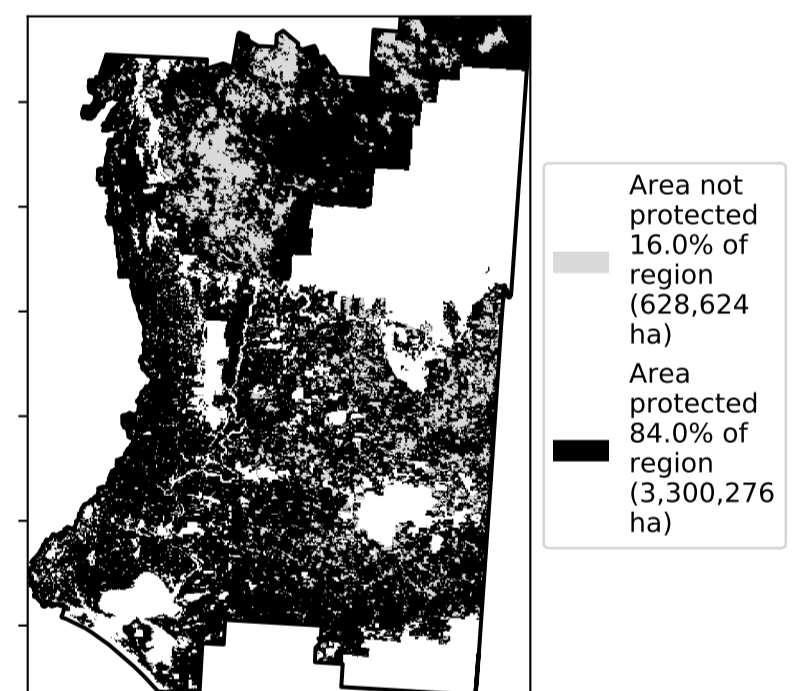 Area not
protected
16.0% of
region
(628,624
ha)
Area
protected
84.0% of
region
(3,300,276
ha)